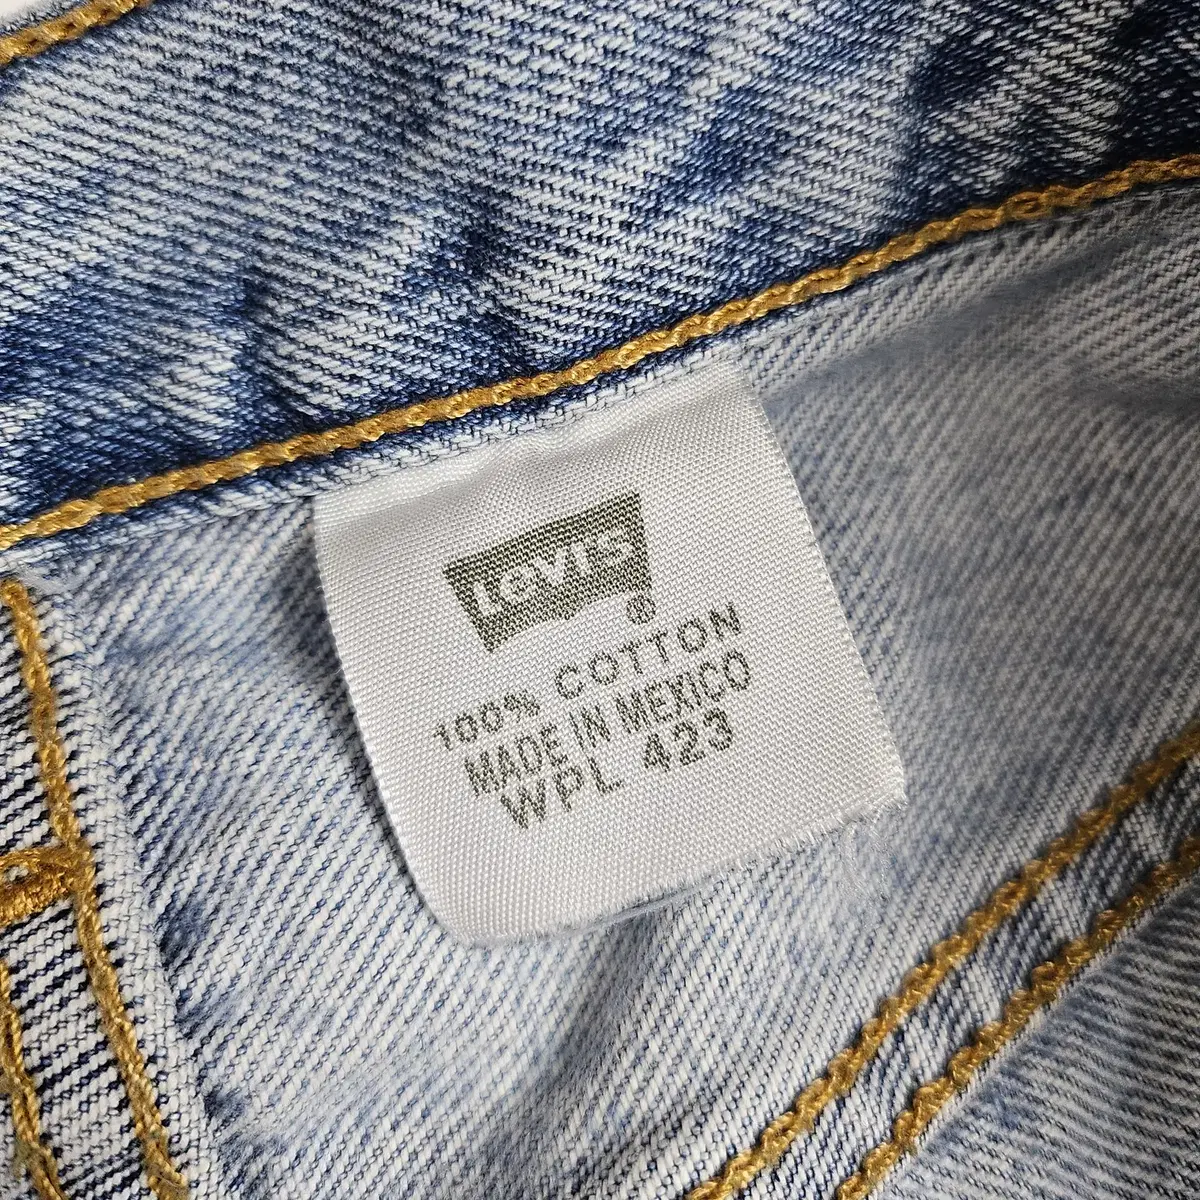 Levi's
®
100% COTTON
MADE IN MEXICO
WPL 423